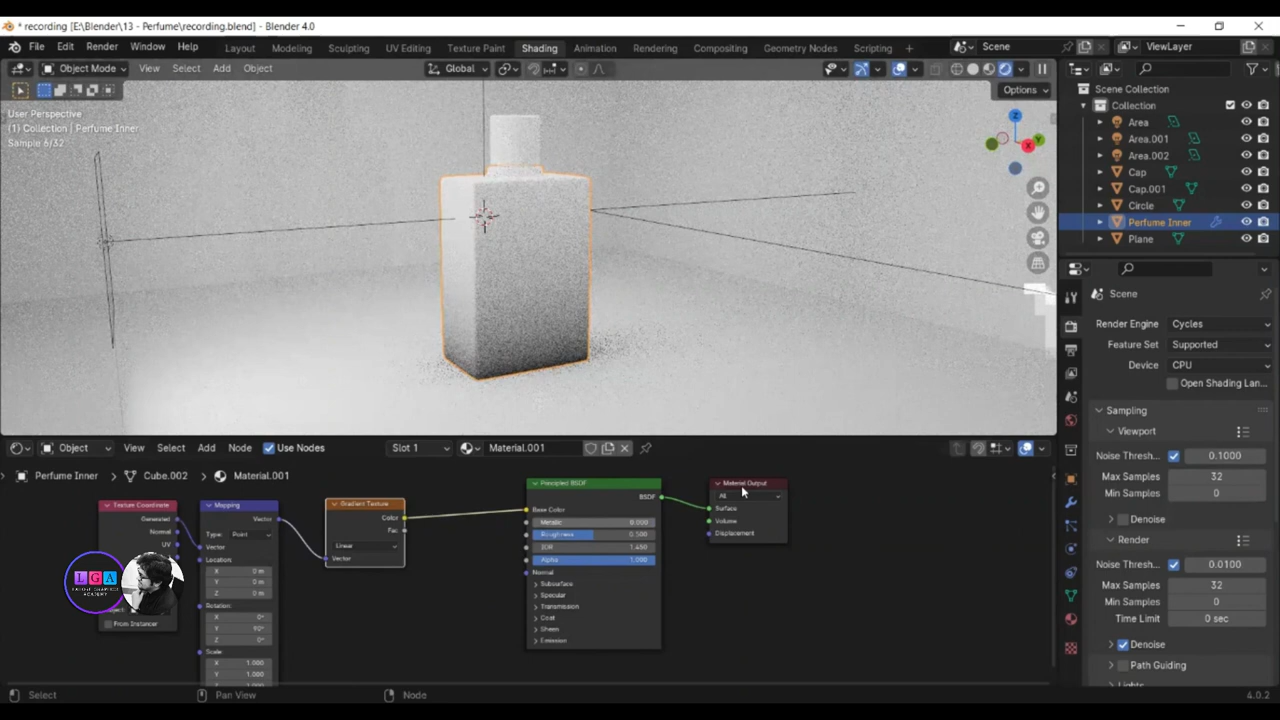 * recording [E:\Blender\13 - Perfume\recording.blend] - Blender 4.0
File Edit Render Window Help Layout Modeling Sculpting UV Editing Texture Paint Shading Animation Rendering Compositing Geometry Nodes Scripting + Scene ViewLayer
Object Mode View Select Add Object Global
Options
User Perspective
(1) Collection | Perfume Inner
Sample 6/32
Z
Y
X
Scene Collection
Collection
Area
Area.001
Area.002
Cap
Cap.001
Circle
Perfume Inner
Plane
Scene
Render Engine Cycles
Feature Set Supported
Device CPU
Open Shading Lan...
Sampling
Viewport
Noise Thresh... 0.1000
Max Samples 32
Min Samples 0
Denoise
Render
Noise Thresh... 0.0100
Max Samples 32
Min Samples 0
Time Limit 0 sec
Denoise
Path Guiding
Lights
Object View Select Add Node Use Nodes Slot 1 Material.001
Perfume Inner > Cube.002 > Material.001
Texture Coordinate
Generated
Normal
UV
From Instancer
Mapping
Vector
Type: Point
Vector
Location:
X 0 m
Y 0 m
Z 0 m
Rotation:
X 0°
Y 90°
Z 0°
Scale:
X 1.000
Y 1.000
Gradient Texture
Color
Fac
Linear
Vector
Principled BSDF
BSDF
Base Color
Metallic 0.000
Roughness 0.500
IOR 1.450
Alpha 1.000
Normal
Subsurface
Specular
Transmission
Coat
Sheen
Emission
Material Output
All
Surface
Volume
Displacement
LGA
Select Pan View Node 4.0.2